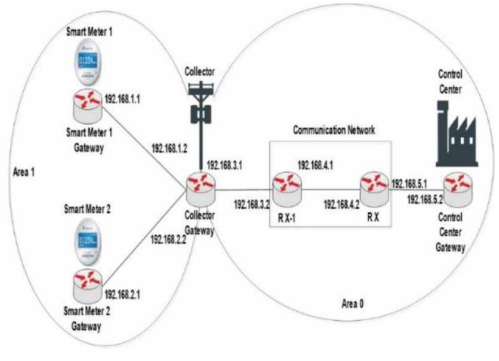 Smart Meter 1
192.168.1.1
Smart Meter 1
Gateway
192.168.1.2
Area 1
Smart Meter 2
192.168.2.2
192.168.2.1
Smart Meter 2
Gateway
Collector
192.168.3.1
Collector
Gateway
192.168.3.2
Communication Network
192.168.4.1
R X-1
192.168.4.2
R X
192.168.5.1
192.168.5.2
Control
Center
Control
Center
Gateway
Area 0